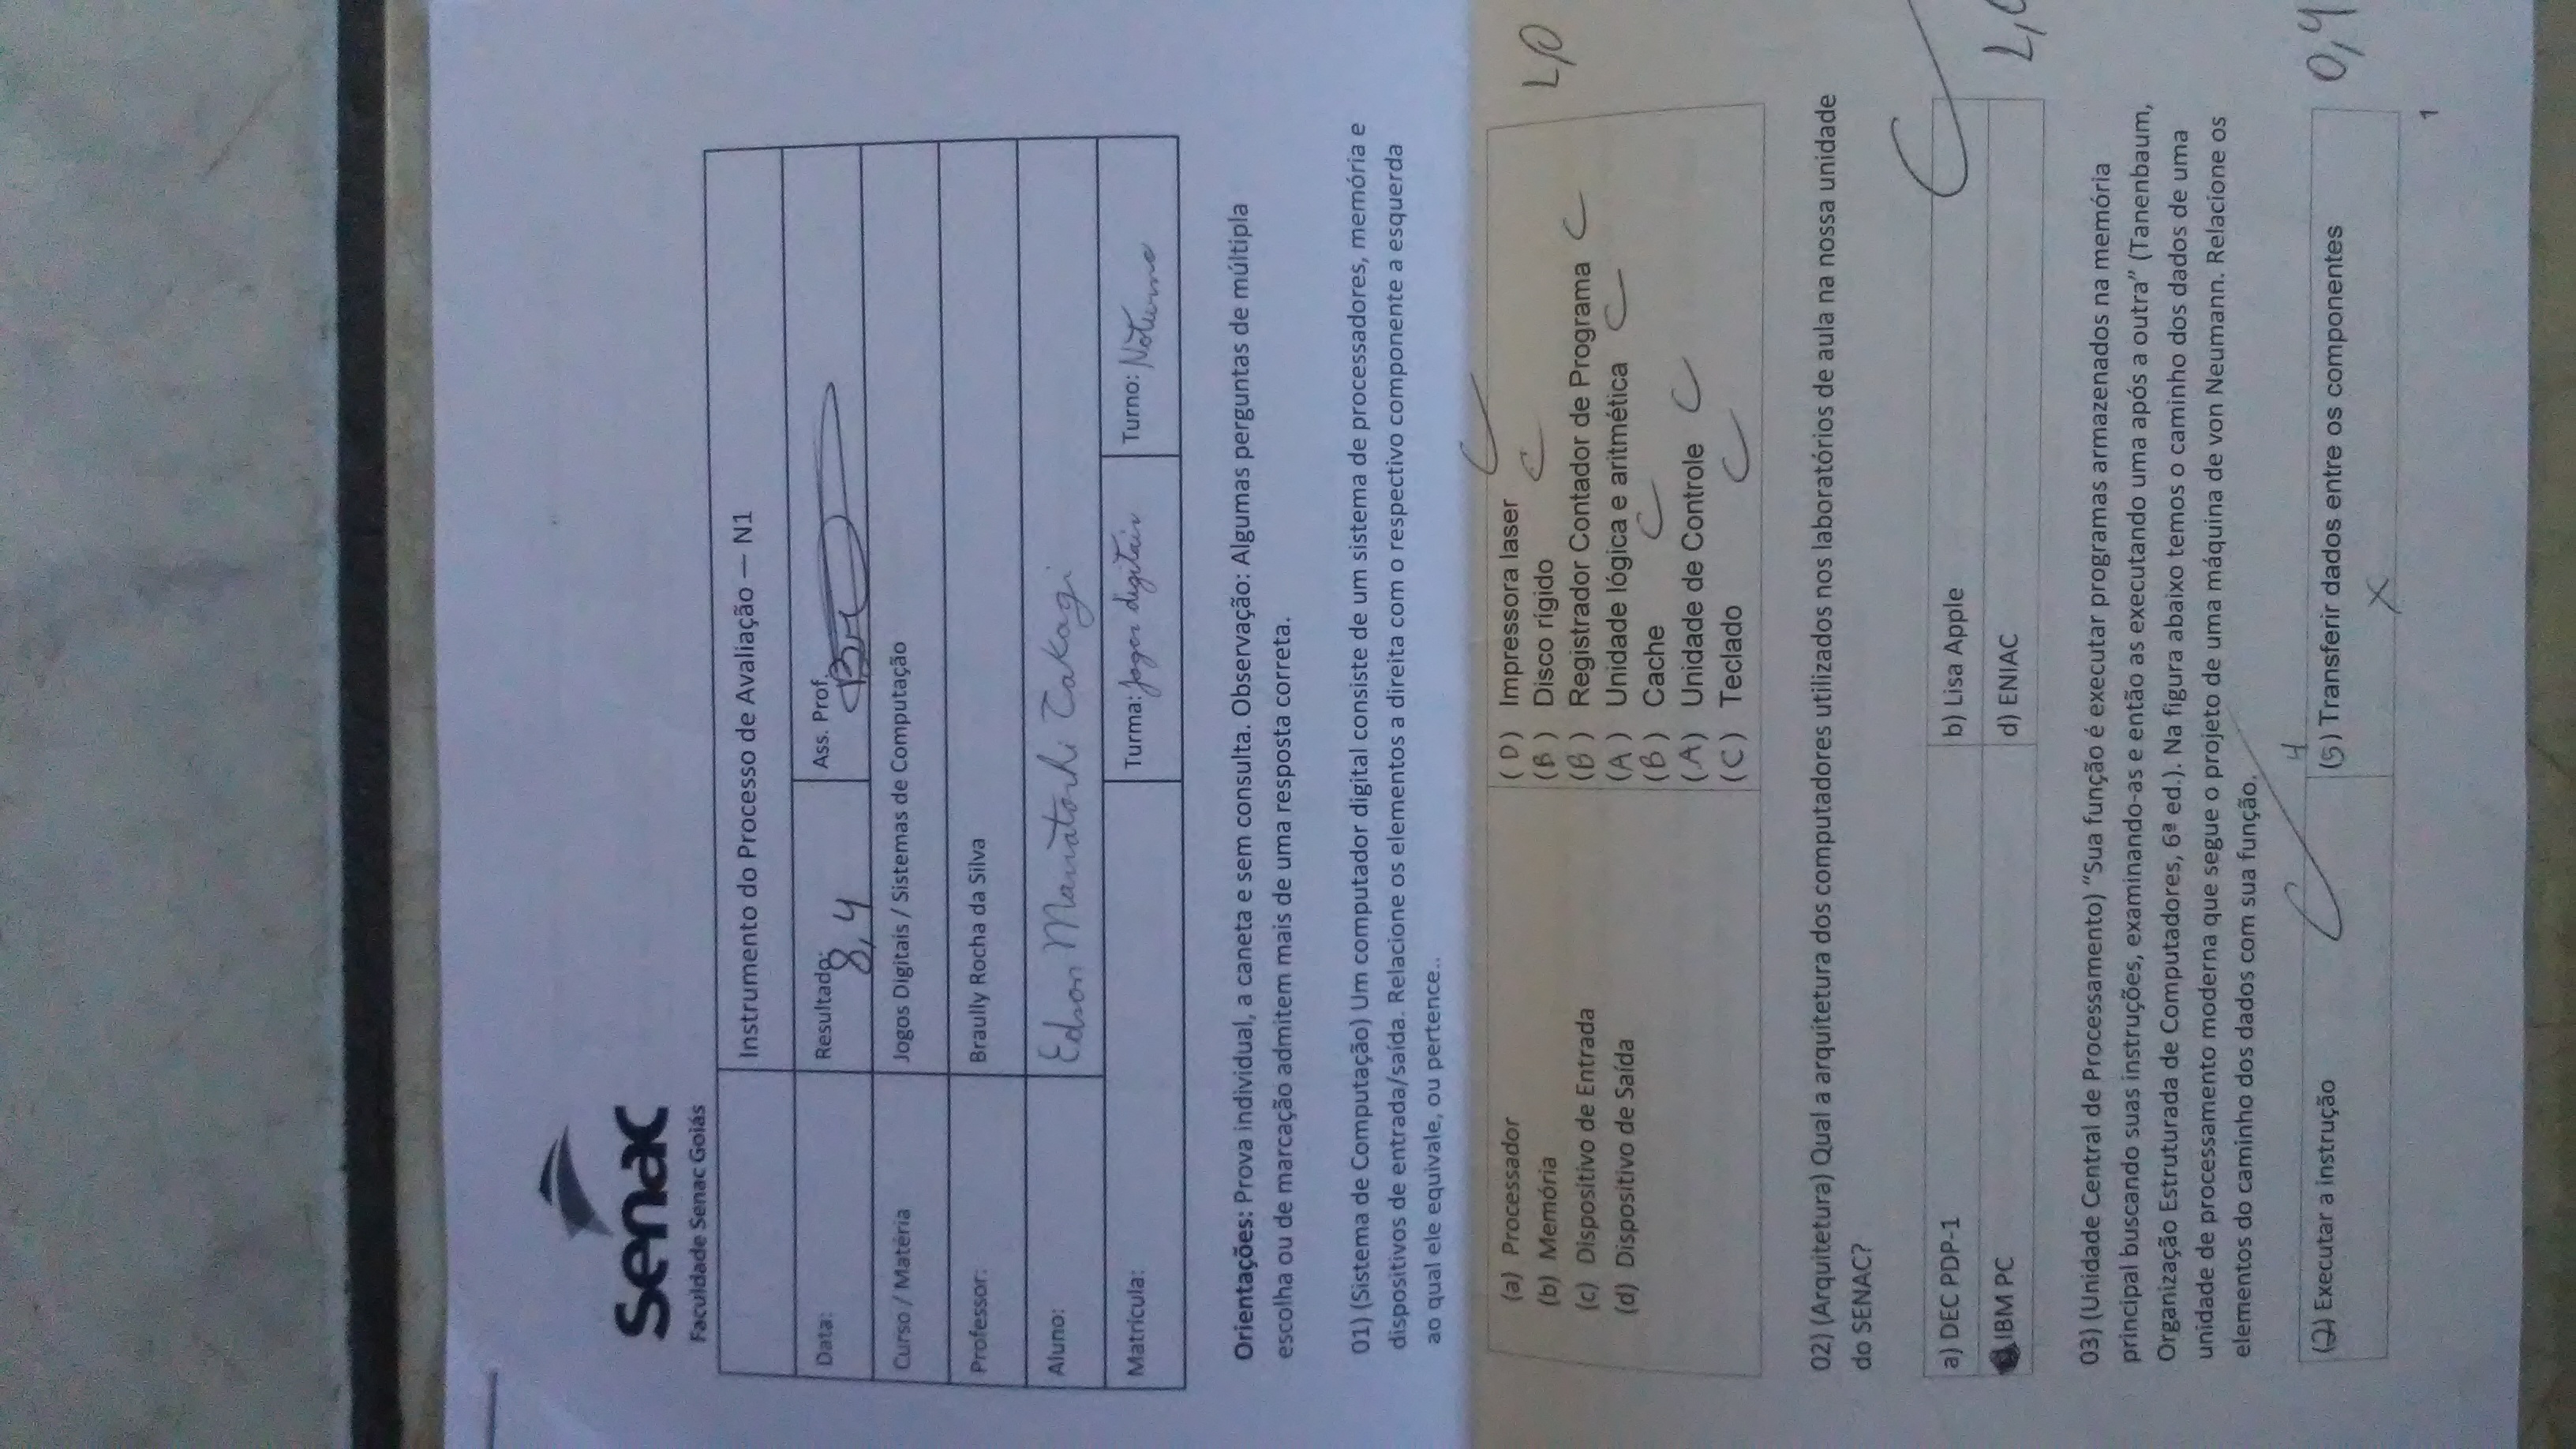 Senac
Faculdade Senac Goiás
Instrumento do Processo de Avaliação — N1
Data: Resultado: 8,4 Ass. Prof.
Curso / Matéria Jogos Digitais / Sistemas de Computação
Professor: Braully Rocha da Silva
Aluno: Edson Takagi
Matrícula: Turma: Jogos digitais Turno: Noturno
Orientações: Prova individual, a caneta e sem consulta. Observação: Algumas perguntas de múltipla
escolha ou de marcação admitem mais de uma resposta correta.
01) (Sistema de Computação) Um computador digital consiste de um sistema de processadores, memória e
dispositivos de entrada/saída. Relacione os elementos a direita com o respectivo componente a esquerda
ao qual ele equivale, ou pertence..
(a) Processador
(b) Memória
(c) Dispositivo de Entrada
(d) Dispositivo de Saída
(D) Impressora laser C
(B) Disco rígido C
(B) Registrador Contador de Programa C
(A) Unidade lógica e aritmética C
(B) Cache C
(A) Unidade de Controle C
(C) Teclado C
1,0
02) (Arquitetura) Qual a arquitetura dos computadores utilizados nos laboratórios de aula na nossa unidade
do SENAC?
C
a) DEC PDP-1 b) Lisa Apple
IBM PC d) ENIAC
1,0
03) (Unidade Central de Processamento) “Sua função é executar programas armazenados na memória
principal buscando suas instruções, examinando-as e então as executando uma após a outra” (Tanenbaum,
Organização Estruturada de Computadores, 6ª ed.). Na figura abaixo temos o caminho dos dados de uma
unidade de processamento moderna que segue o projeto de uma máquina de von Neumann. Relacione os
elementos do caminho dos dados com sua função.
4
(2) Executar a instrução C (5) Transferir dados entre os componentes 0,4
X
1